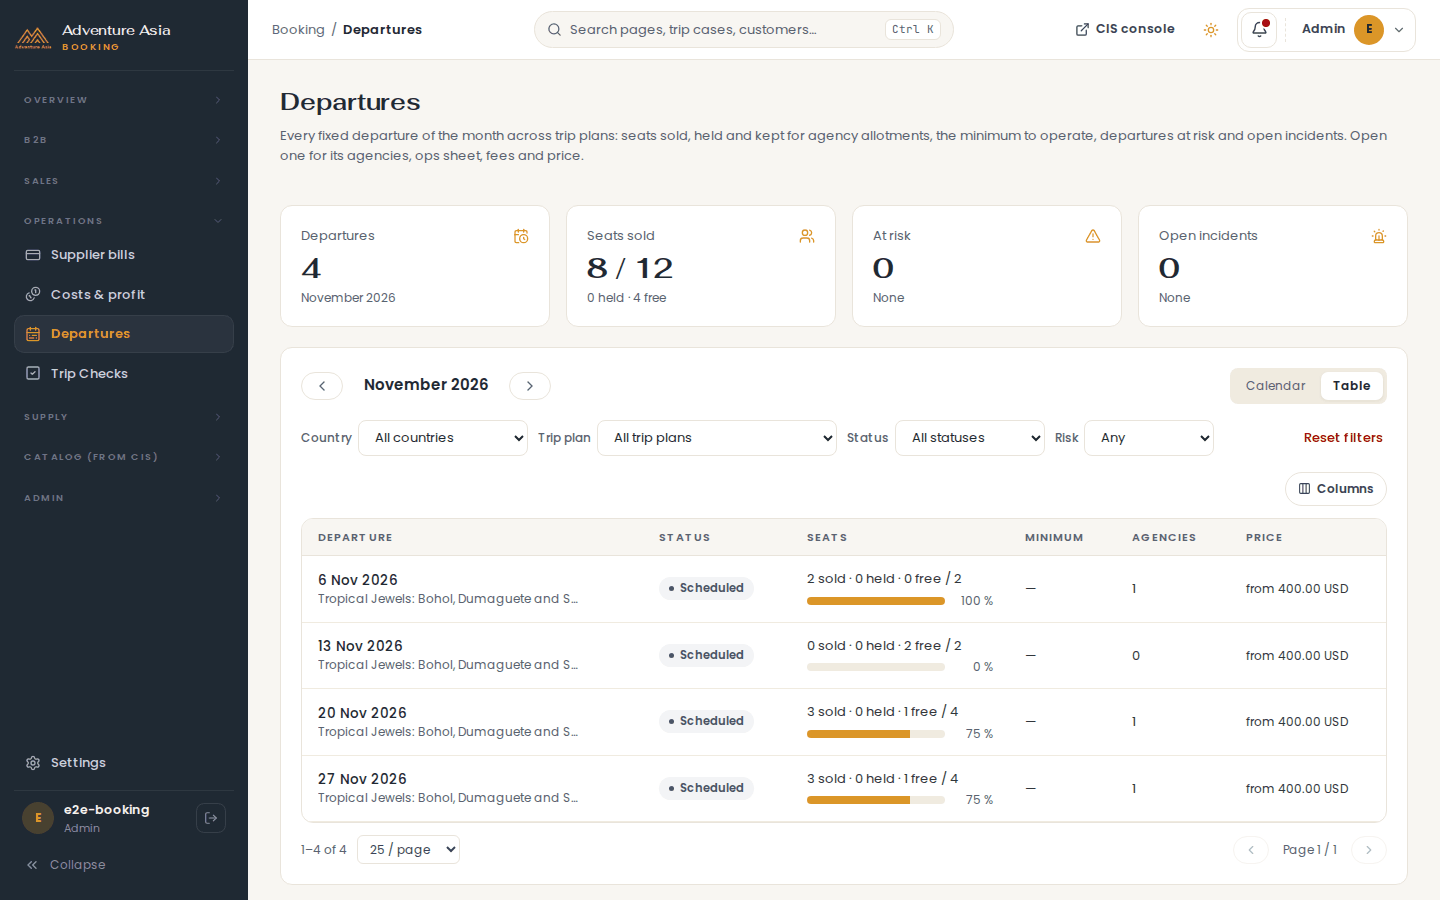 Adventure Asia
BOOKING
Adventure Asia
OVERVIEW
B2B
SALES
OPERATIONS
Supplier bills
Costs & profit
Departures
Trip Checks
SUPPLY
CATALOG (FROM CIS)
ADMIN
Settings
E
e2e-booking
Admin
Collapse
Booking / Departures
Search pages, trip cases, customers...
Ctrl K
CIS console
Admin
E
Departures
Every fixed departure of the month across trip plans: seats sold, held and kept for agency allotments, the minimum to operate, departures at risk and open incidents. Open
one for its agencies, ops sheet, fees and price.
Departures
4
November 2026
Seats sold
8 / 12
0 held · 4 free
At risk
0
None
Open incidents
0
None
November 2026
Calendar
Table
Country All countries Trip plan All trip plans Status All statuses Risk Any Reset filters
Columns
DEPARTURE STATUS SEATS MINIMUM AGENCIES PRICE
6 Nov 2026
Tropical Jewels: Bohol, Dumaguete and S...
Scheduled
2 sold · 0 held · 0 free / 2
100 %
—
1
from 400.00 USD
13 Nov 2026
Tropical Jewels: Bohol, Dumaguete and S...
Scheduled
0 sold · 0 held · 2 free / 2
0 %
—
0
from 400.00 USD
20 Nov 2026
Tropical Jewels: Bohol, Dumaguete and S...
Scheduled
3 sold · 0 held · 1 free / 4
75 %
—
1
from 400.00 USD
27 Nov 2026
Tropical Jewels: Bohol, Dumaguete and S...
Scheduled
3 sold · 0 held · 1 free / 4
75 %
—
1
from 400.00 USD
1–4 of 4
25 / page
Page 1 / 1